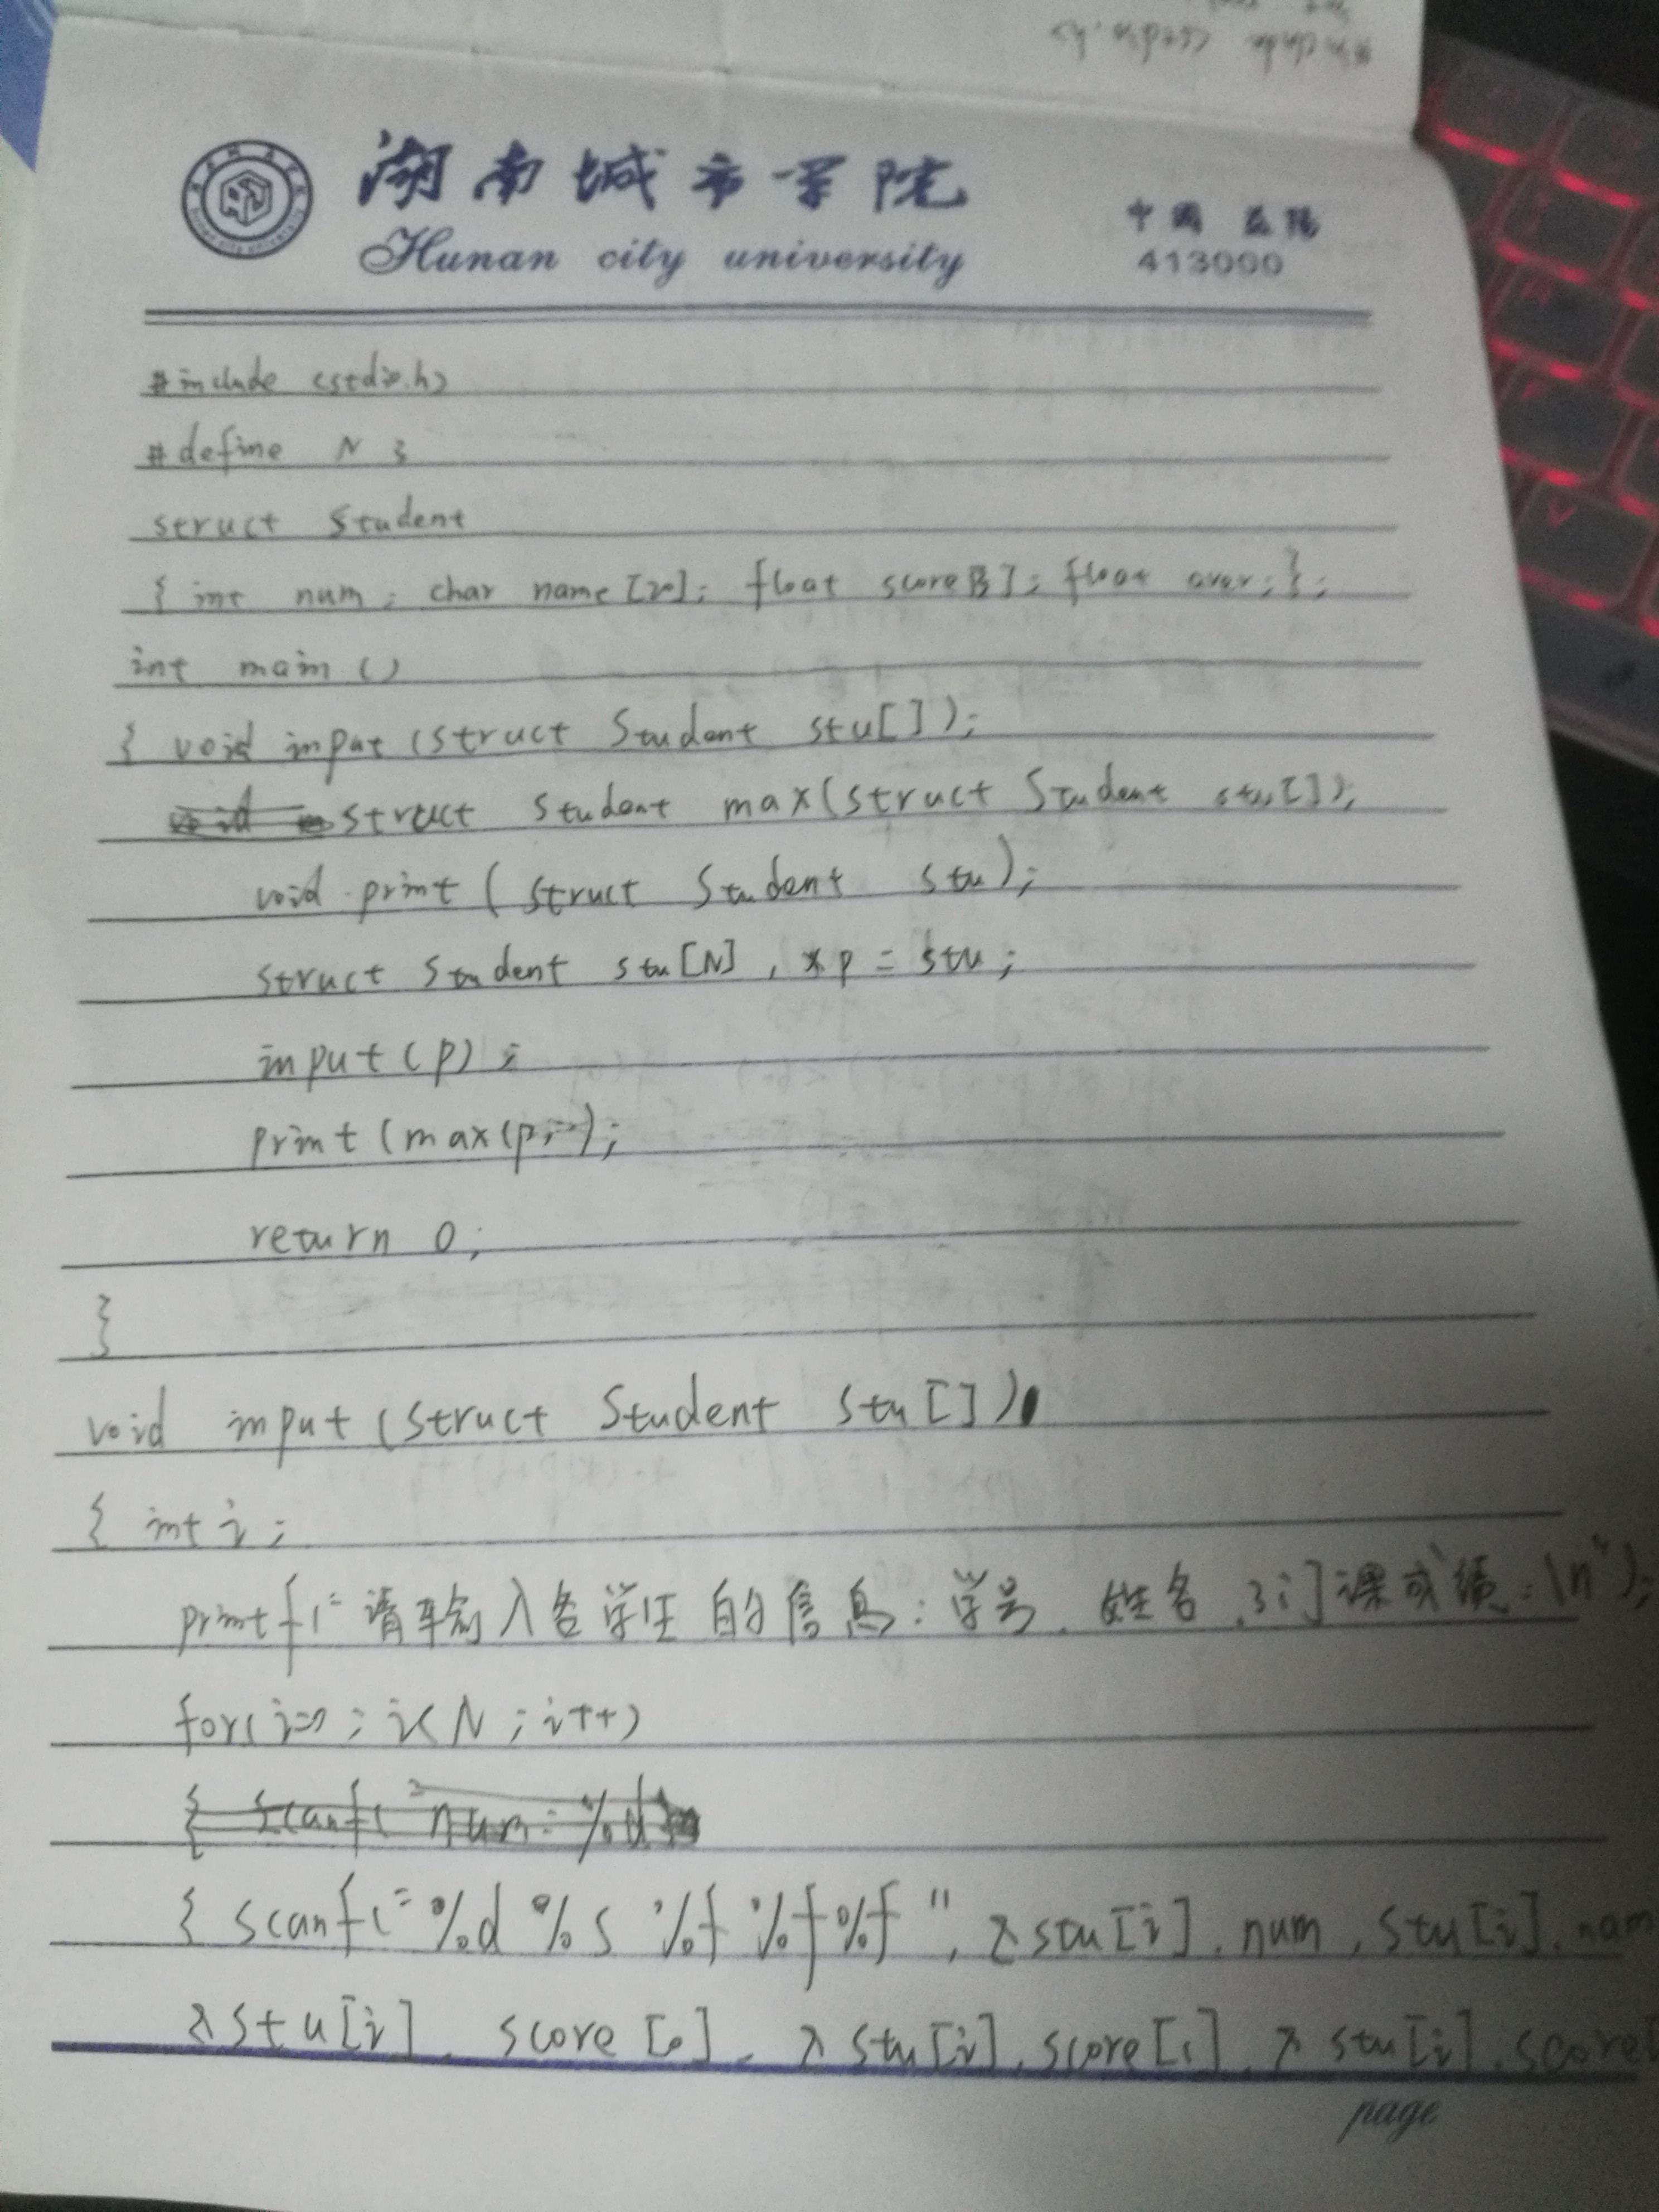 湖南城市学院
Hunan city university
中国 益阳
413000
#include <stdio.h>
#define N 3
struct Student
{ int num; char name[20]; float score[3]; float aver; };
int main()
{ void input (struct Student stu[]);
struct Student max(struct Student stu[]);
void print (struct Student stu);
struct Student stu[N], *p = stu;
input(p);
print (max(p));
return 0;
}
void input (struct Student stu[])
{ int i;
printf("请输入各学生的信息:学号、姓名、3门课成绩:\n");
for(i=0; i<N; i++)
{ scanf("num=%d
{ scanf("%d %s %f %f %f", &stu[i].num, stu[i].nam
&stu[i].score[0], &stu[i].score[1], &stu[i].score[
page